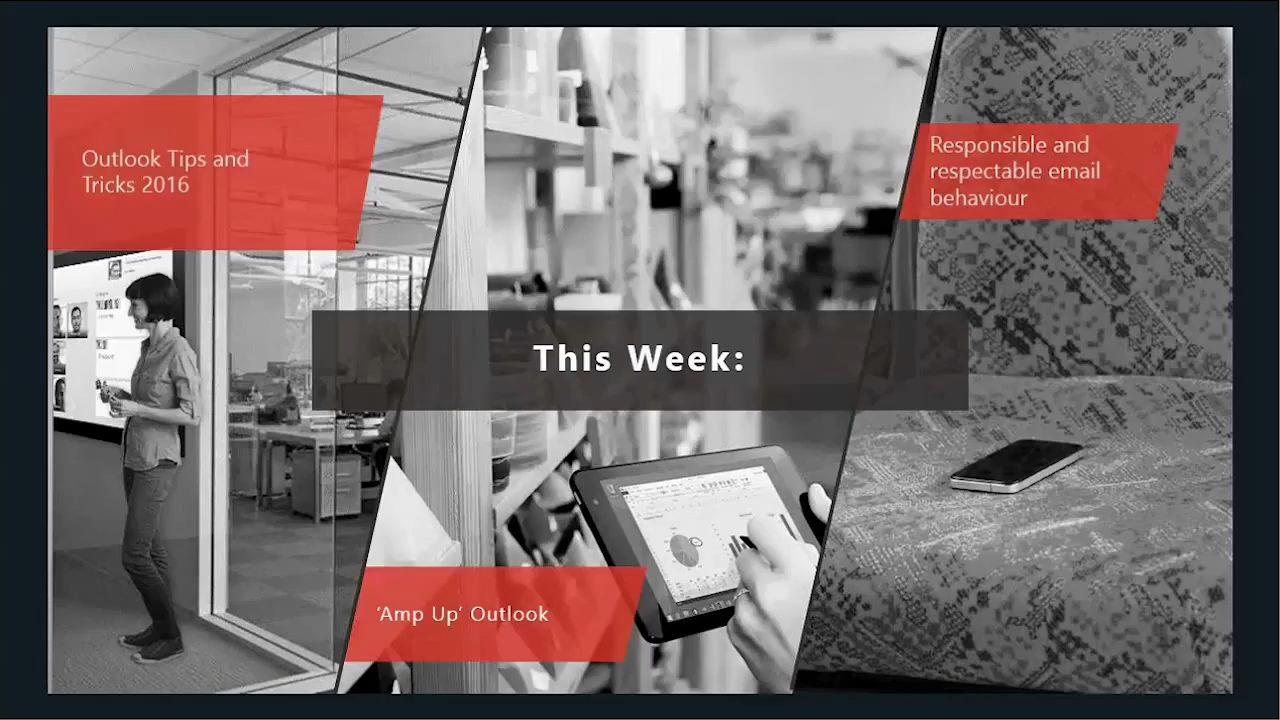 Outlook Tips and
Tricks 2016
Responsible and
respectable email
behaviour
This Week:
‘Amp Up’ Outlook